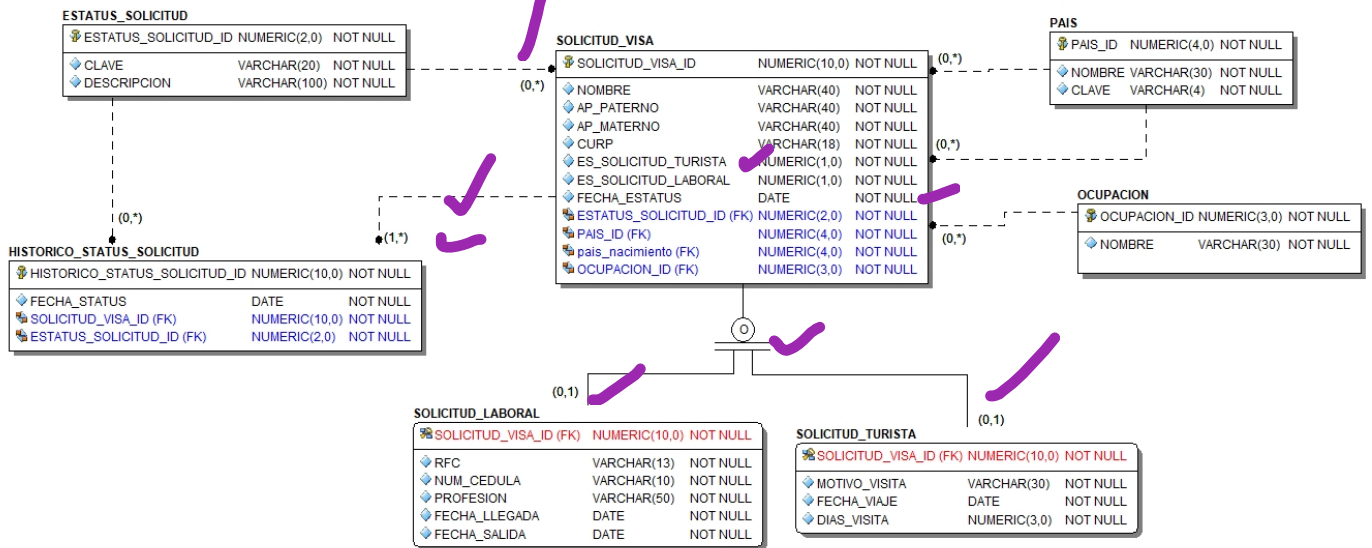 ESTATUS_SOLICITUD
ESTATUS_SOLICITUD_ID NUMERIC(2,0) NOT NULL
CLAVE VARCHAR(20) NOT NULL
DESCRIPCION VARCHAR(100) NOT NULL
(0,*)
(0,*)
SOLICITUD_VISA
SOLICITUD_VISA_ID NUMERIC(10,0) NOT NULL
NOMBRE VARCHAR(40) NOT NULL
AP_PATERNO VARCHAR(40) NOT NULL
AP_MATERNO VARCHAR(40) NOT NULL
CURP VARCHAR(18) NOT NULL
ES_SOLICITUD_TURISTA NUMERIC(1,0) NOT NULL
ES_SOLICITUD_LABORAL NUMERIC(1,0) NOT NULL
FECHA_ESTATUS DATE NOT NULL
ESTATUS_SOLICITUD_ID (FK) NUMERIC(2,0) NOT NULL
PAIS_ID (FK) NUMERIC(4,0) NOT NULL
pais_nacimiento (FK) NUMERIC(4,0) NOT NULL
OCUPACION_ID (FK) NUMERIC(3,0) NOT NULL
PAIS
PAIS_ID NUMERIC(4,0) NOT NULL
NOMBRE VARCHAR(30) NOT NULL
CLAVE VARCHAR(4) NOT NULL
(0,*)
(0,*)
OCUPACION
OCUPACION_ID NUMERIC(3,0) NOT NULL
NOMBRE VARCHAR(30) NOT NULL
(0,*)
(1,*)
HISTORICO_STATUS_SOLICITUD
HISTORICO_STATUS_SOLICITUD_ID NUMERIC(10,0) NOT NULL
FECHA_STATUS DATE NOT NULL
SOLICITUD_VISA_ID (FK) NUMERIC(10,0) NOT NULL
ESTATUS_SOLICITUD_ID (FK) NUMERIC(2,0) NOT NULL
O
(0,1)
SOLICITUD_LABORAL
SOLICITUD_VISA_ID (FK) NUMERIC(10,0) NOT NULL
RFC VARCHAR(13) NOT NULL
NUM_CEDULA VARCHAR(10) NOT NULL
PROFESION VARCHAR(50) NOT NULL
FECHA_LLEGADA DATE NOT NULL
FECHA_SALIDA DATE NOT NULL
(0,1)
SOLICITUD_TURISTA
SOLICITUD_VISA_ID (FK) NUMERIC(10,0) NOT NULL
MOTIVO_VISITA VARCHAR(30) NOT NULL
FECHA_VIAJE DATE NOT NULL
DIAS_VISITA NUMERIC(3,0) NOT NULL